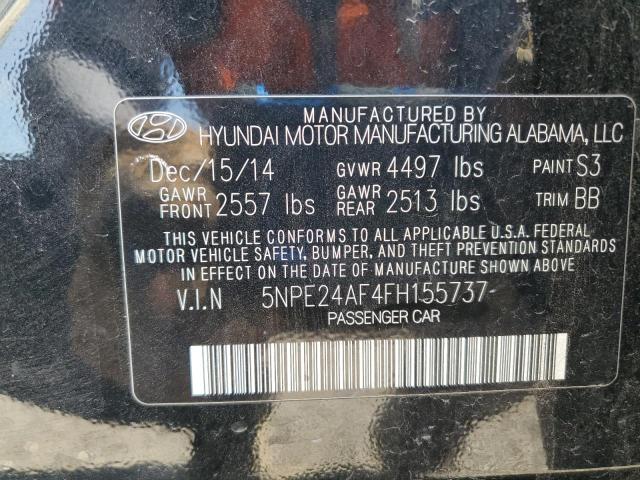 MANUFACTURED BY
HYUNDAI MOTOR MANUFACTURING ALABAMA, LLC
Dec/15/14 GVWR 4497 lbs PAINT S3
GAWR FRONT 2557 lbs GAWR REAR 2513 lbs TRIM BB
THIS VEHICLE CONFORMS TO ALL APPLICABLE U.S.A. FEDERAL
MOTOR VEHICLE SAFETY, BUMPER, AND THEFT PREVENTION STANDARDS
IN EFFECT ON THE DATE OF MANUFACTURE SHOWN ABOVE
V.I.N 5NPE24AF4FH155737
PASSENGER CAR